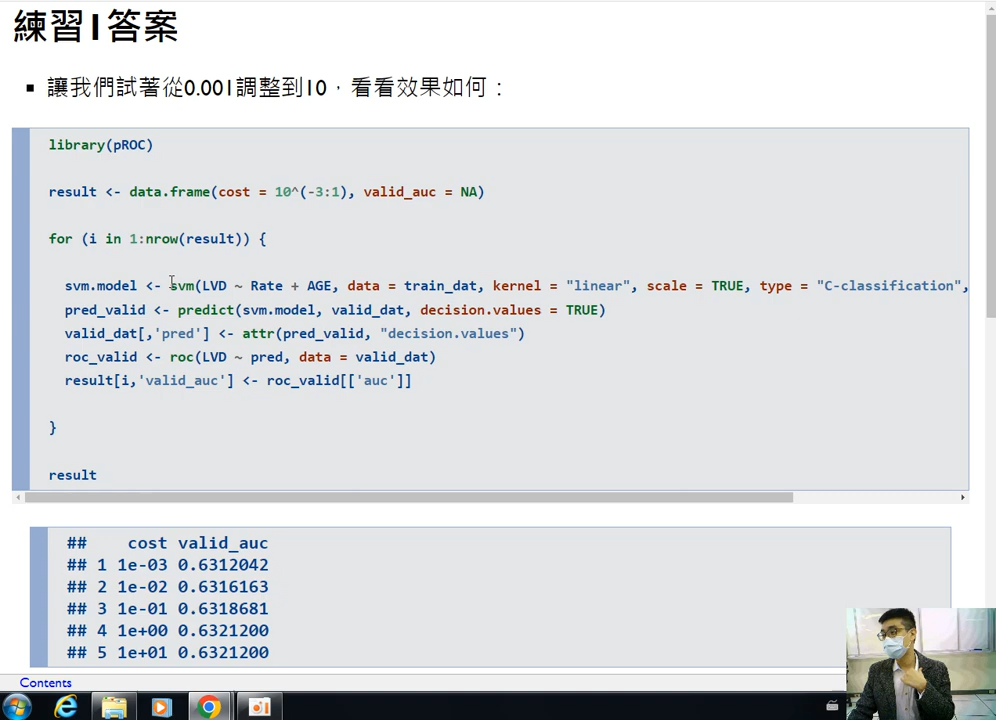 練習1答案
▪ 讓我們試著從0.001調整到10，看看效果如何：
library(pROC)
result <- data.frame(cost = 10^(-3:1), valid_auc = NA)
for (i in 1:nrow(result)) {
svm.model <- svm(LVD ~ Rate + AGE, data = train_dat, kernel = "linear", scale = TRUE, type = "C-classification",
pred_valid <- predict(svm.model, valid_dat, decision.values = TRUE)
valid_dat[,'pred'] <- attr(pred_valid, "decision.values")
roc_valid <- roc(LVD ~ pred, data = valid_dat)
result[i,'valid_auc'] <- roc_valid[['auc']]
}
result
##     cost valid_auc
## 1 1e-03 0.6312042
## 2 1e-02 0.6316163
## 3 1e-01 0.6318681
## 4 1e+00 0.6321200
## 5 1e+01 0.6321200
Contents